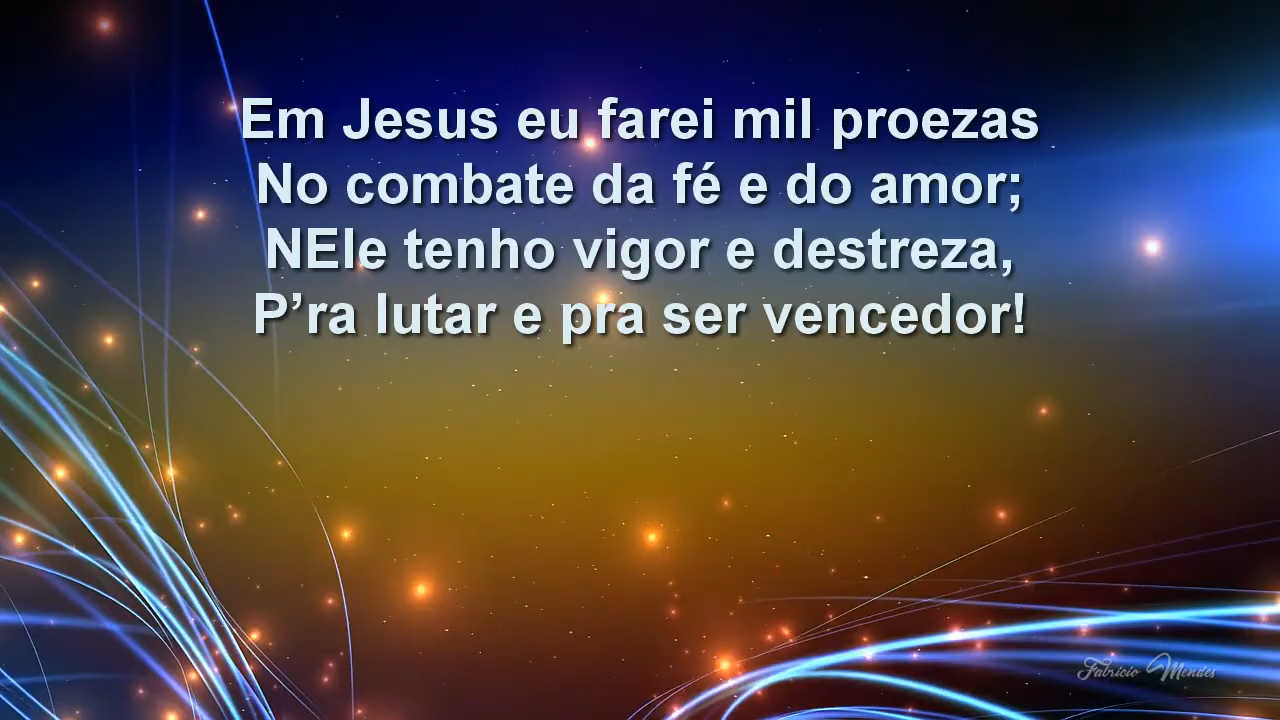 Em Jesus eu farei mil proezas
No combate da fé e do amor;
NEle tenho vigor e destreza,
P’ra lutar e pra ser vencedor!
Fabricio Mendes